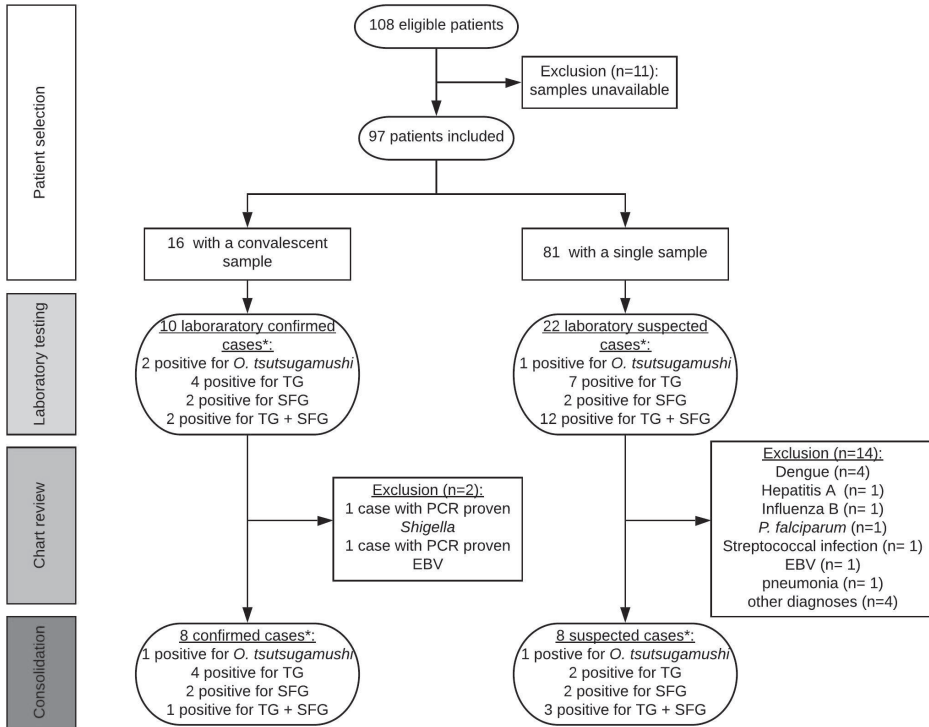 108 eligible patients
Exclusion (n=11):
samples unavailable
97 patients included
Patient selection
16 with a convalescent
sample
81 with a single sample
Laboratory testing
10 laboraratory confirmed
cases*:
2 positive for O. tsutsugamushi
4 positive for TG
2 positive for SFG
2 positive for TG + SFG
22 laboratory suspected
cases*:
1 positive for O. tsutsugamushi
7 positive for TG
2 positive for SFG
12 positive for TG + SFG
Chart review
Exclusion (n=2):
1 case with PCR proven
Shigella
1 case with PCR proven
EBV
Exclusion (n=14):
Dengue (n=4)
Hepatitis A (n= 1)
Influenza B (n= 1)
P. falciparum (n=1)
Streptococcal infection (n= 1)
EBV (n= 1)
pneumonia (n= 1)
other diagnoses (n=4)
Consolidation
8 confirmed cases*:
1 positive for O. tsutsugamushi
4 positive for TG
2 positive for SFG
1 positive for TG + SFG
8 suspected cases*:
1 positive for O. tsutsugamushi
2 positive for TG
2 positive for SFG
3 positive for TG + SFG